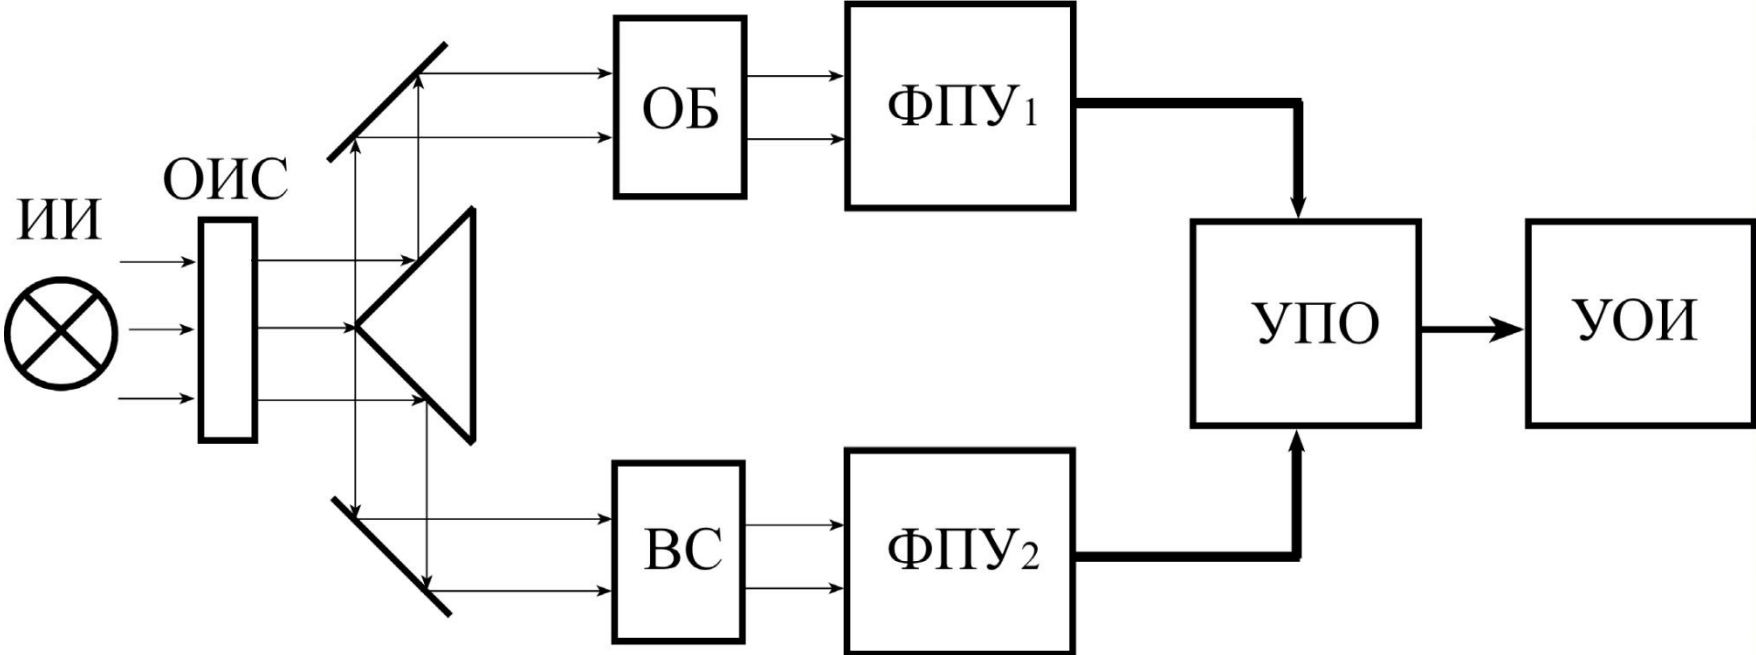 ИИ
ОИС
ОБ
ФПУ1
УПО
УОИ
ВС
ФПУ2